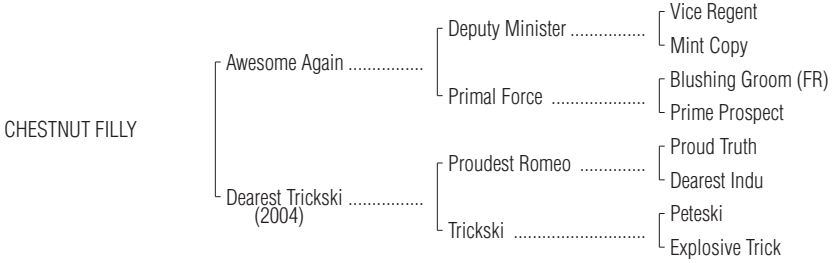 Vice Regent
Deputy Minister ................
Mint Copy
Awesome Again ................
Blushing Groom (FR)
Primal Force ....................
Prime Prospect
CHESTNUT FILLY
Proud Truth
Proudest Romeo ..............
Dearest Indu
Dearest Trickski ................
(2004)
Peteski
Trickski ............................
Explosive Trick